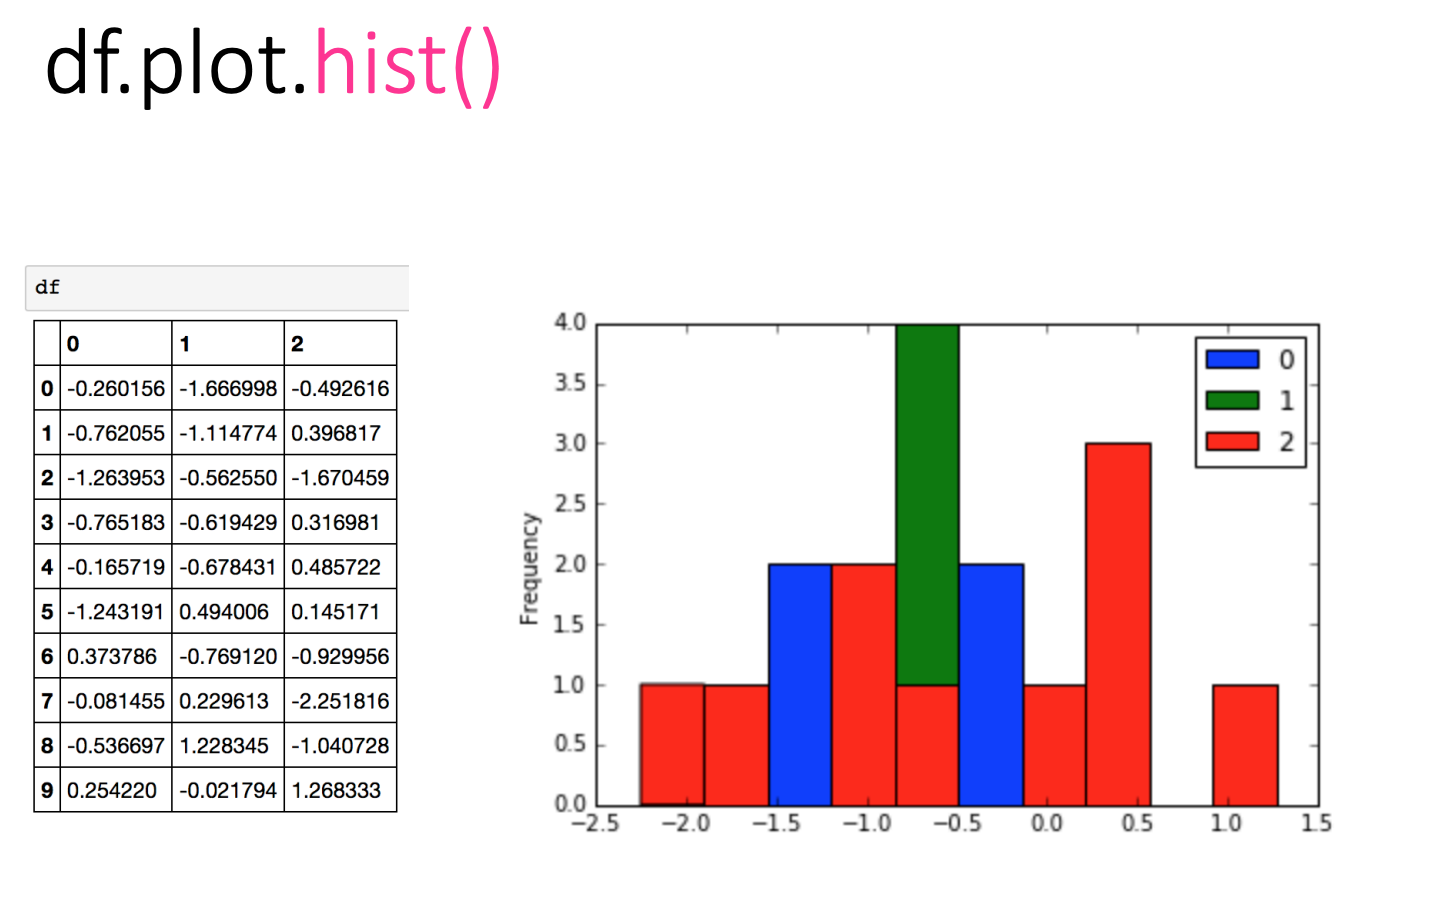 df.plot.hist()
df
0 1 2
0 -0.260156 -1.666998 -0.492616
1 -0.762055 -1.114774 0.396817
2 -1.263953 -0.562550 -1.670459
3 -0.765183 -0.619429 0.316981
4 -0.165719 -0.678431 0.485722
5 -1.243191 0.494006 0.145171
6 0.373786 -0.769120 -0.929956
7 -0.081455 0.229613 -2.251816
8 -0.536697 1.228345 -1.040728
9 0.254220 -0.021794 1.268333
4.0
3.5
3.0
2.5
2.0
1.5
1.0
0.5
0.0
Frequency
−2.5 −2.0 −1.5 −1.0 −0.5 0.0 0.5 1.0 1.5
0
1
2